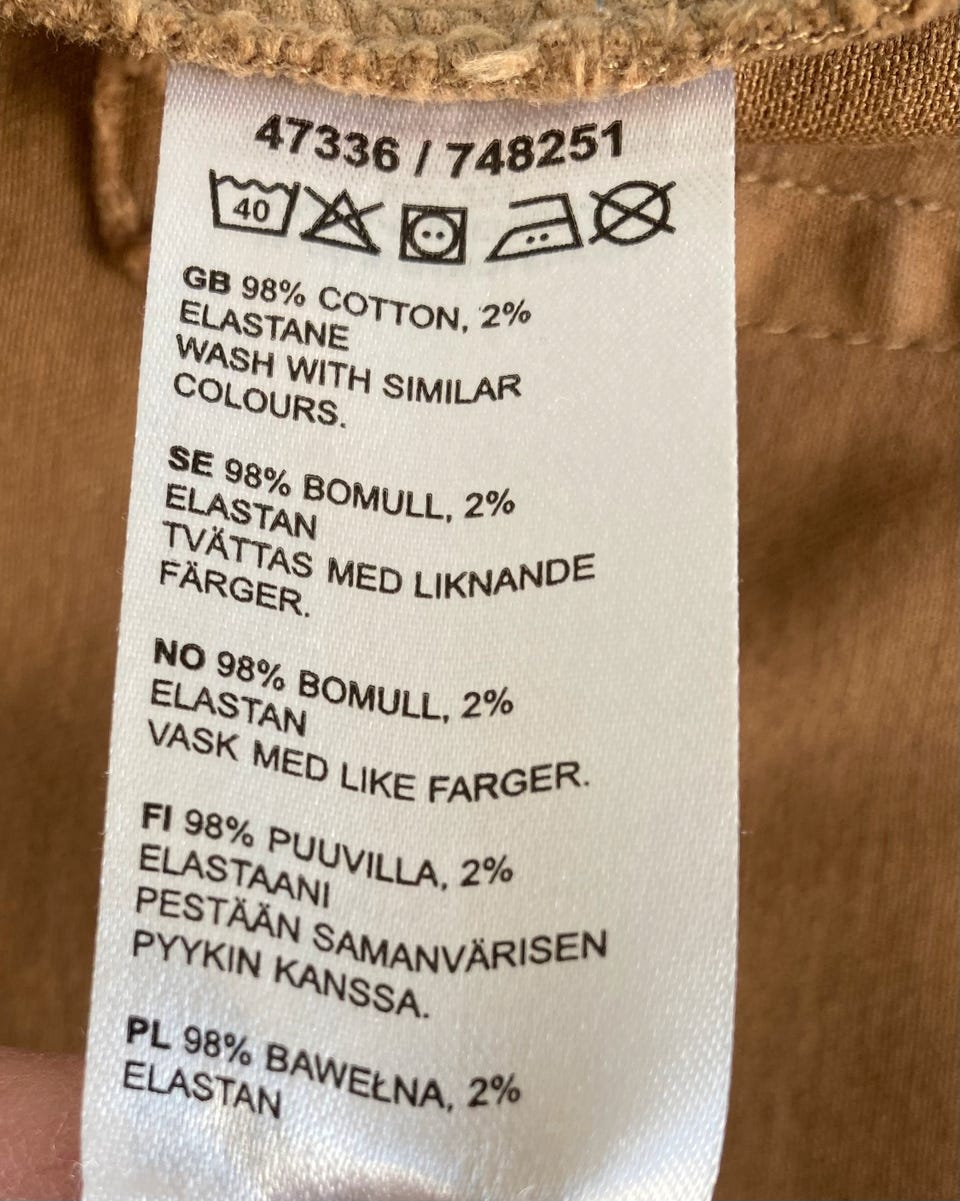 47336 / 748251
40
GB 98% COTTON, 2%
ELASTANE
WASH WITH SIMILAR
COLOURS.
SE 98% BOMULL, 2%
ELASTAN
TVÄTTAS MED LIKNANDE
FÄRGER.
NO 98% BOMULL, 2%
ELASTAN
VASK MED LIKE FARGER.
FI 98% PUUVILLA, 2%
ELASTAANI
PESTÄÄN SAMANVÄRISEN
PYYKIN KANSSA.
PL 98% BAWEŁNA, 2%
ELASTAN